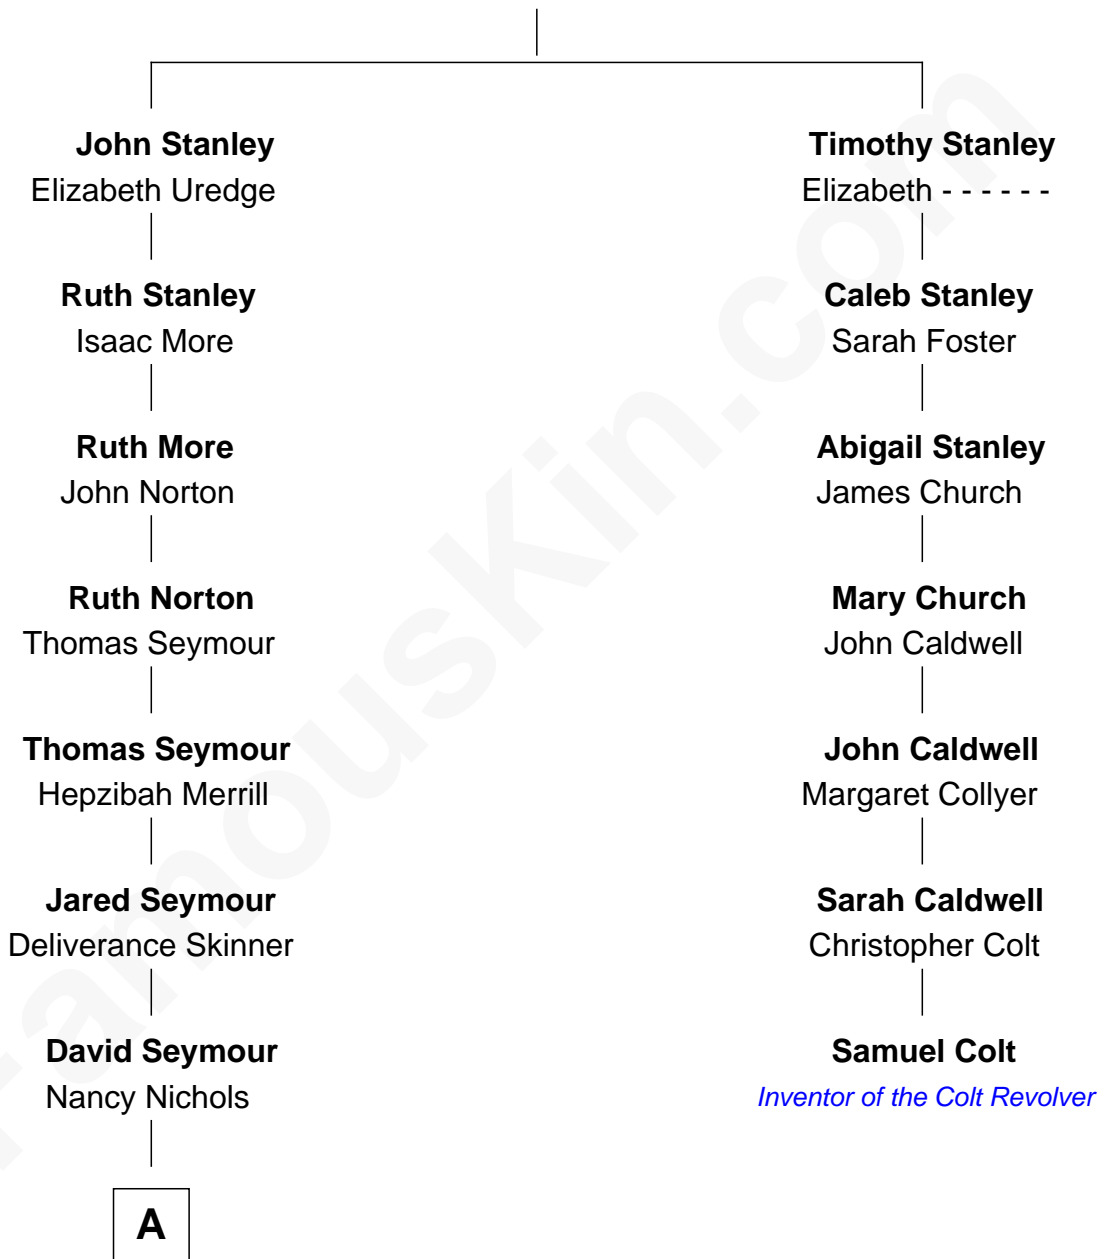 John Stanley
Elizabeth Uredge
Ruth Stanley
Isaac More
Ruth More
John Norton
Ruth Norton
Thomas Seymour
Thomas Seymour
Hepzibah Merrill
Jared Seymour
Deliverance Skinner
David Seymour
Nancy Nichols
A
Timothy Stanley
Elizabeth - - - - - -
Caleb Stanley
Sarah Foster
Abigail Stanley
James Church
Mary Church
John Caldwell
John Caldwell
Margaret Collyer
Sarah Caldwell
Christopher Colt
Samuel Colt
Inventor of the Colt Revolver
FamousKin.com